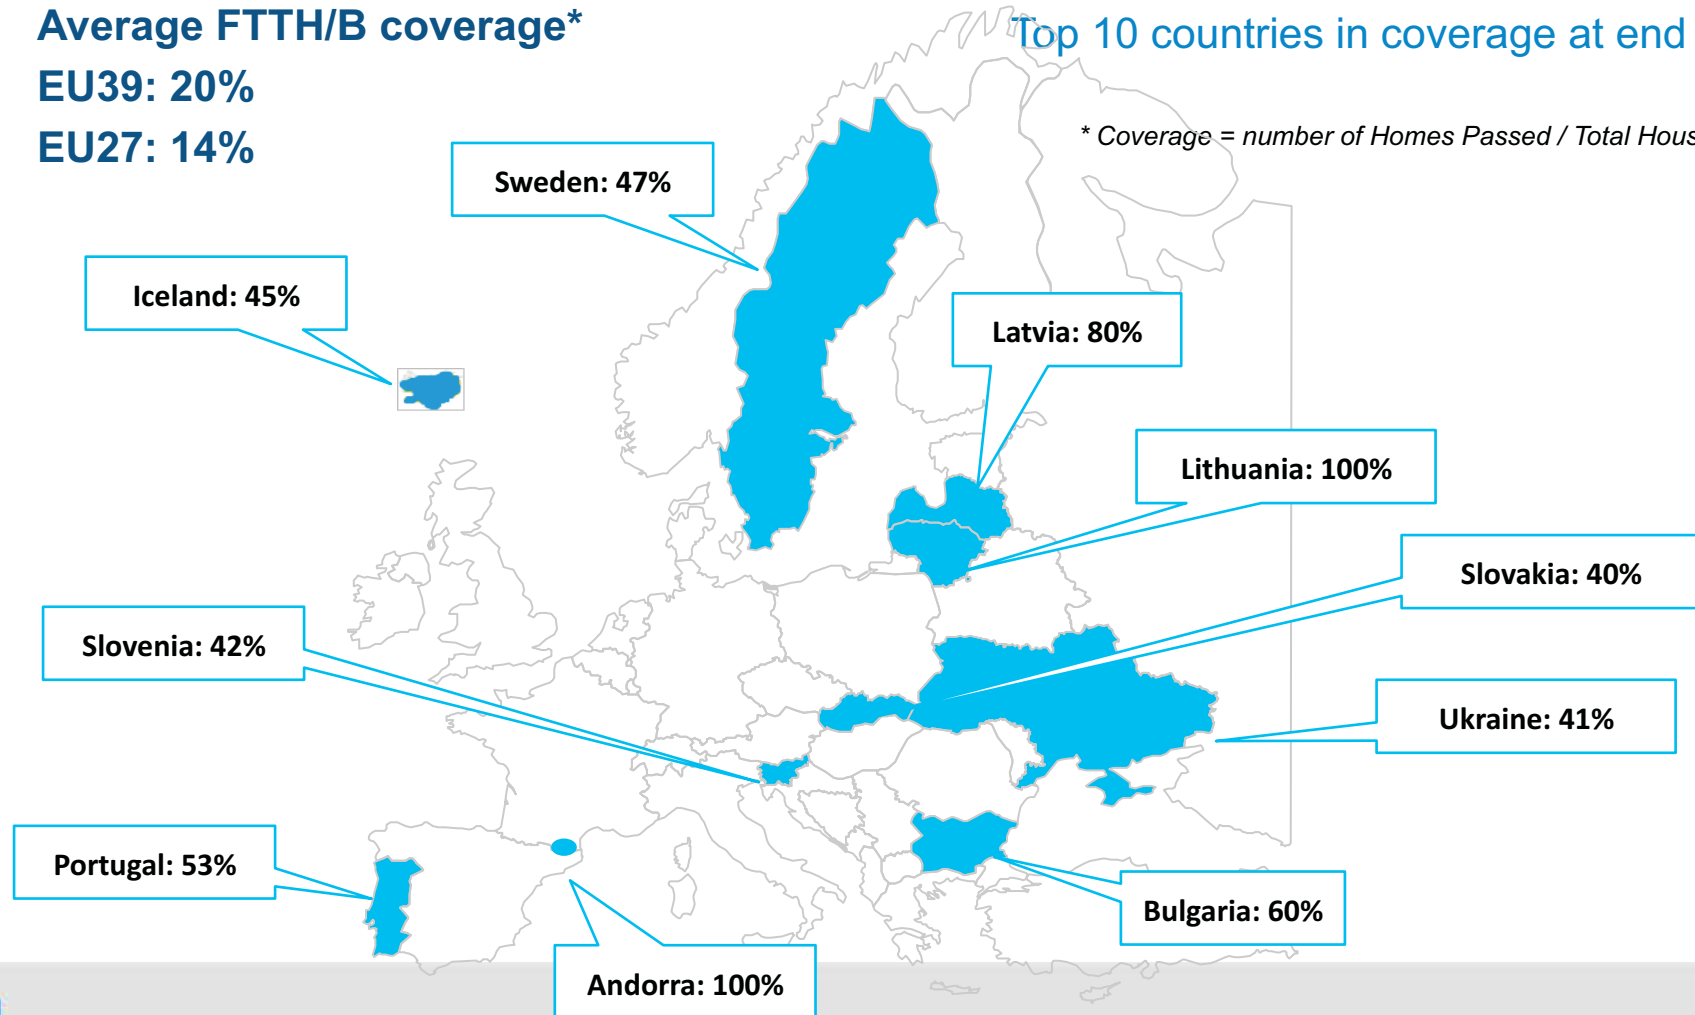 Average FTTH/B coverage*
EU39: 20%
EU27: 14%
Top 10 countries in coverage at end
* Coverage = number of Homes Passed / Total
Sweden: 47%
Iceland: 45%
Latvia: 80%
Lithuania: 100%
Slovakia: 40%
Slovenia: 42%
Ukraine: 41%
Portugal: 53%
Bulgaria: 60%
Andorra: 100%